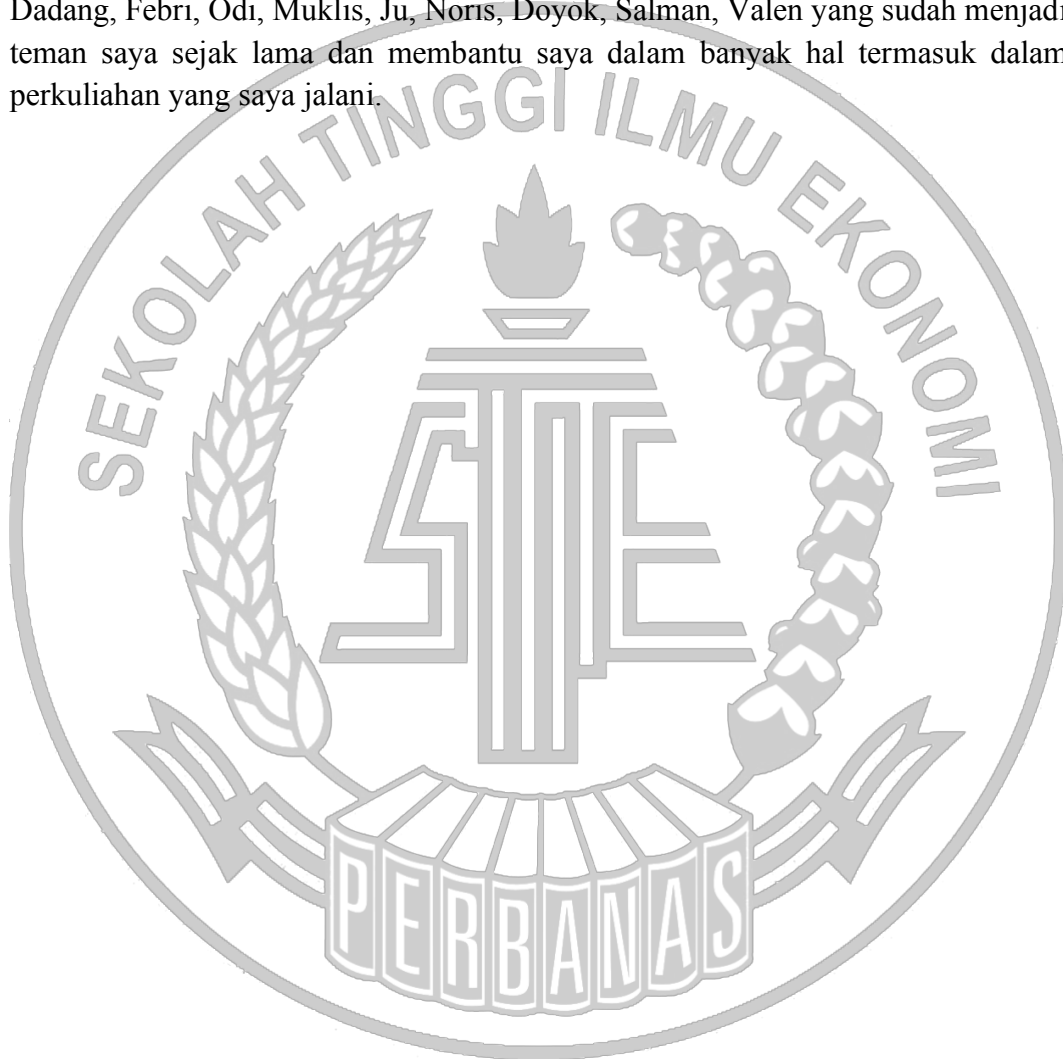 Dadang, Febri, Odi, Muklis, Ju, Noris, Doyok, Salman, Valen yang sudah menjadi
teman saya sejak lama dan membantu saya dalam banyak hal termasuk dalam
perkuliahan yang saya jalani.
SEKOLAH TINGGI ILMU EKONOMI
STIE
PERBANAS